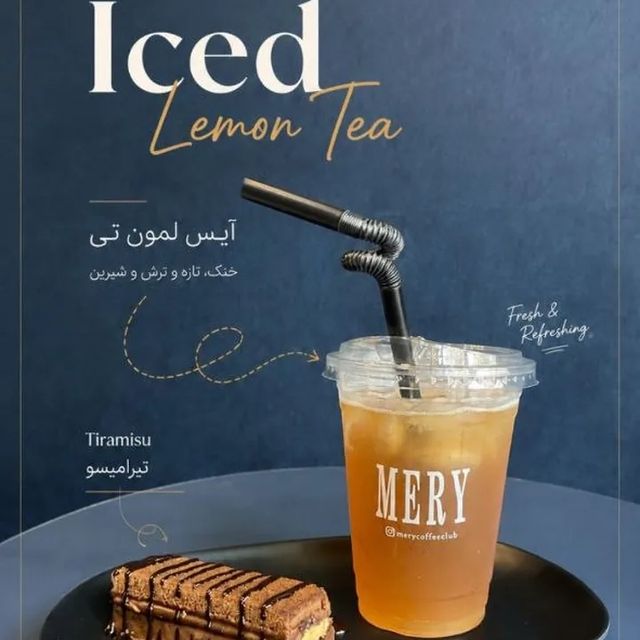 Iced
Lemon Tea
آیس لمون تی
خنک، تازه و ترش و شیرین
Fresh &
Refreshing
Tiramisu
تیرامیسو
MERY
merycoffeeclub